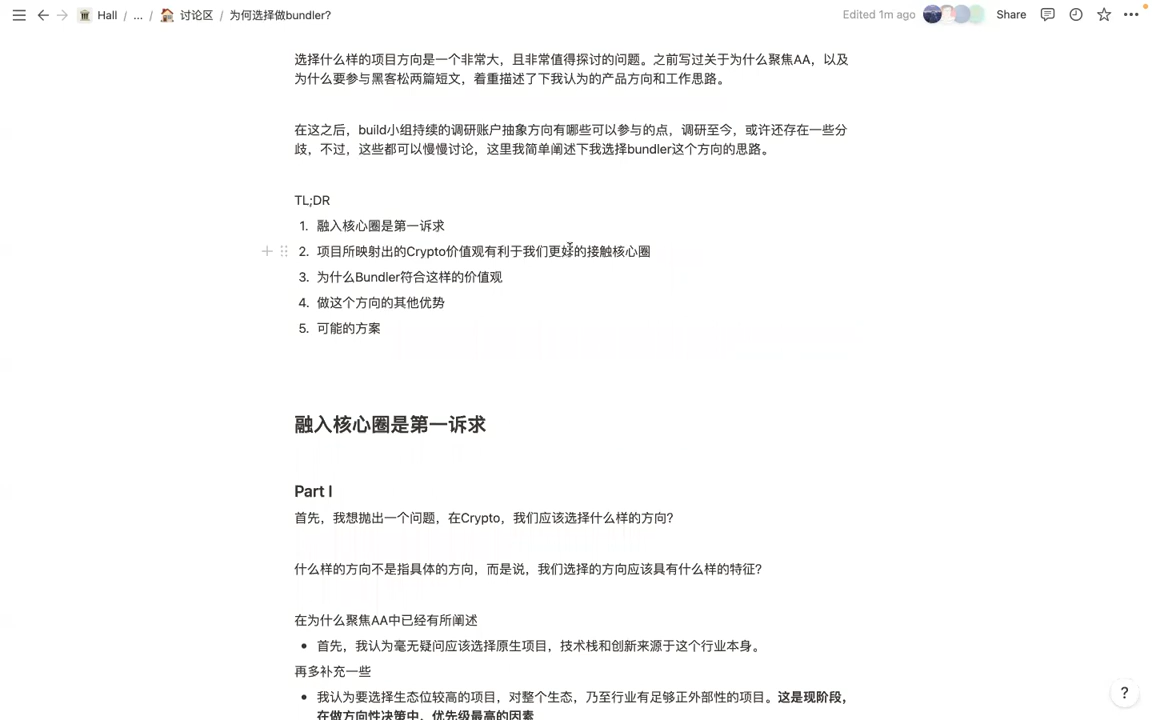 Hall / ... / 讨论区 / 为何选择做bundler?
Edited 1m ago Share
选择什么样的项目方向是一个非常大，且非常值得探讨的问题。之前写过关于为什么聚焦AA，以及
为什么要参与黑客松两篇短文，着重描述了下我认为的产品方向和工作思路。
在这之后，build小组持续的调研账户抽象方向有哪些可以参与的点，调研至今，或许还存在一些分
歧，不过，这些都可以慢慢讨论，这里我简单阐述下我选择bundler这个方向的思路。
TL;DR
1. 融入核心圈是第一诉求
2. 项目所映射出的Crypto价值观有利于我们更好的接触核心圈
3. 为什么Bundler符合这样的价值观
4. 做这个方向的其他优势
5. 可能的方案
融入核心圈是第一诉求
Part I
首先，我想抛出一个问题，在Crypto，我们应该选择什么样的方向?
什么样的方向不是指具体的方向，而是说，我们选择的方向应该具有什么样的特征?
在为什么聚焦AA中已经有所阐述
• 首先，我认为毫无疑问应该选择原生项目，技术栈和创新来源于这个行业本身。
再多补充一些
• 我认为要选择生态位较高的项目，对整个生态，乃至行业有足够正外部性的项目。这是现阶段，
在做方向性决策中，优先级最高的因素
?